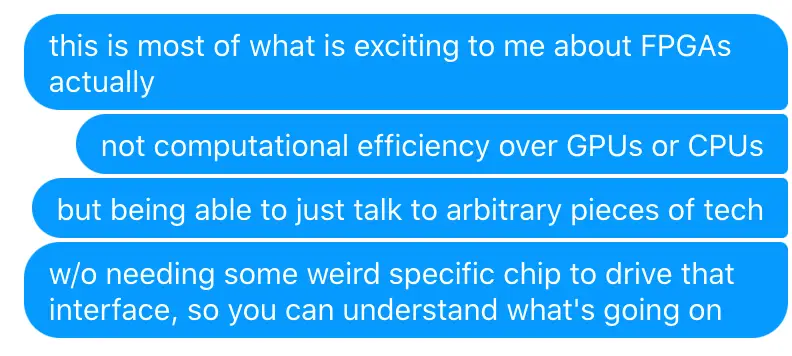 this is most of what is exciting to me about FPGAs
actually
not computational efficiency over GPUs or CPUs
but being able to just talk to arbitrary pieces of tech
w/o needing some weird specific chip to drive that
interface, so you can understand what's going on